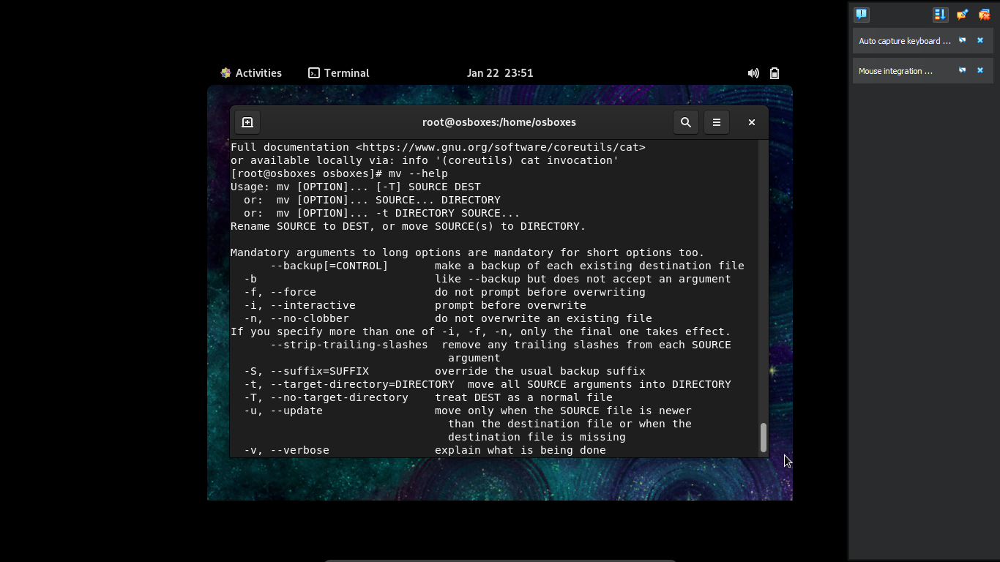 Activities
Terminal
Jan 22 23:51
Auto capture keyboard ...
Mouse integration ...
root@osboxes:/home/osboxes
Full documentation <https://www.gnu.org/software/coreutils/cat>
or available locally via: info '(coreutils) cat invocation'
[root@osboxes osboxes]# mv --help
Usage: mv [OPTION]... [-T] SOURCE DEST
  or:  mv [OPTION]... SOURCE... DIRECTORY
  or:  mv [OPTION]... -t DIRECTORY SOURCE...
Rename SOURCE to DEST, or move SOURCE(s) to DIRECTORY.
Mandatory arguments to long options are mandatory for short options too.
      --backup[=CONTROL]       make a backup of each existing destination file
  -b                           like --backup but does not accept an argument
  -f, --force                  do not prompt before overwriting
  -i, --interactive            prompt before overwrite
  -n, --no-clobber             do not overwrite an existing file
If you specify more than one of -i, -f, -n, only the final one takes effect.
      --strip-trailing-slashes  remove any trailing slashes from each SOURCE
                                 argument
  -S, --suffix=SUFFIX          override the usual backup suffix
  -t, --target-directory=DIRECTORY  move all SOURCE arguments into DIRECTORY
  -T, --no-target-directory    treat DEST as a normal file
  -u, --update                 move only when the SOURCE file is newer
                                 than the destination file or when the
                                 destination file is missing
  -v, --verbose                explain what is being done